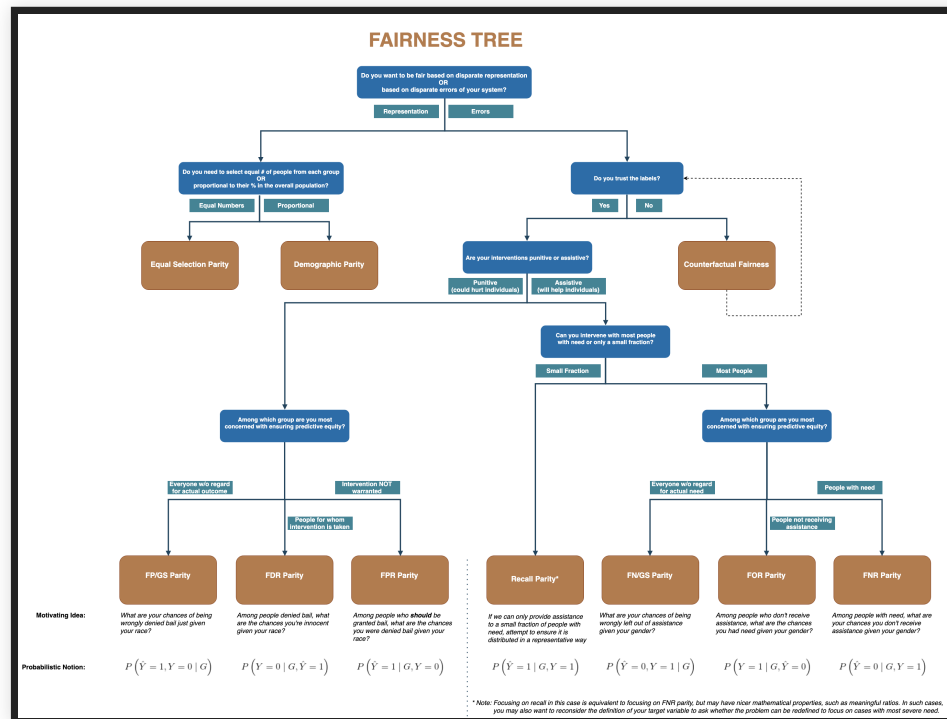 FAIRNESS TREE
Do you want to be fair based on disparate representation
OR
based on disparate errors of your system?
Representation
Errors
Do you need to select equal # of people from each group
OR
proportional to their % in the overall population?
Do you trust the labels?
Equal Numbers
Proportional
Yes
No
Equal Selection Parity
Demographic Parity
Are your interventions punitive or assistive?
Counterfactual Fairness
Punitive
(could hurt individuals)
Assistive
(will help individuals)
Can you intervene with most people
with need or only a small fraction?
Small Fraction
Most People
Among which group are you most
concerned with ensuring predictive equity?
Among which group are you most
concerned with ensuring predictive equity?
Everyone w/o regard
for actual outcome
Intervention NOT
warranted
People for whom
intervention is taken
Everyone w/o regard
for actual need
People with need
People not receiving
assistance
FP/GS Parity
FDR Parity
FPR Parity
Recall Parity*
FN/GS Parity
FOR Parity
FNR Parity
Motivating Idea:
What are your chances of being
wrongly denied bail just given
your race?
Among people denied bail, what
are the chances you're innocent
given your race?
Among people who should be
granted bail, what are the chances
you were denied bail given your
race?
If we can only provide assistance
to a small fraction of people with
need, attempt to ensure it is
distributed in a representative way
What are your chances of being
wrongly left out of assistance
given your gender?
Among people who don't receive
assistance, what are the chances
you had need given your gender?
Among people with need, what are
the chances you don't receive
assistance given your gender?
Probabilistic Notion:
P(Ŷ = 1, Y = 0 | G)
P(Y = 0 | G, Ŷ = 1)
P(Ŷ = 1 | G, Y = 0)
P(Ŷ = 1 | G, Y = 1)
P(Ŷ = 0, Y = 1 | G)
P(Y = 1 | G, Ŷ = 0)
P(Ŷ = 0 | G, Y = 1)
* Note: Focusing on recall in this case is equivalent to focusing on FNR parity, but may have nicer mathematical properties, such as meaningful ratios. In such cases,
you may also want to reconsider the definition of your target variable to ask whether the problem can be redefined to focus on cases with most severe need.